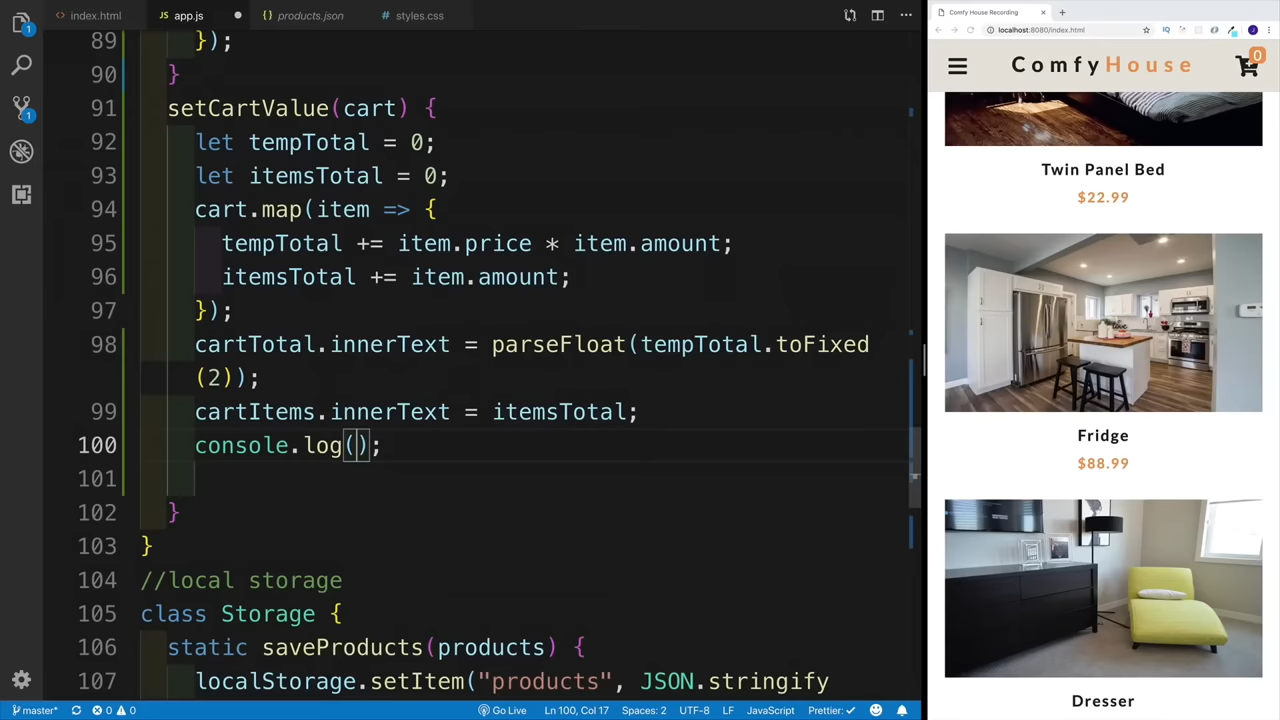 index.html
JS app.js
{} products.json
# styles.css
89 });
90 }
91 setCartValue(cart) {
92 let tempTotal = 0;
93 let itemsTotal = 0;
94 cart.map(item => {
95 tempTotal += item.price * item.amount;
96 itemsTotal += item.amount;
97 });
98 cartTotal.innerText = parseFloat(tempTotal.toFixed
(2));
99 cartItems.innerText = itemsTotal;
100 console.log();
101
102 }
103 }
104 //local storage
105 class Storage {
106 static saveProducts(products) {
107 localStorage.setItem("products", JSON.stringify
1
1
master* 0 0 Go Live Ln 100, Col 17 Spaces: 2 UTF-8 LF JavaScript Prettier: ✓
Comfy House Recording
localhost:8080/index.html
IQ
J
ComfyHouse
0
Twin Panel Bed
$22.99
Fridge
$88.99
Dresser